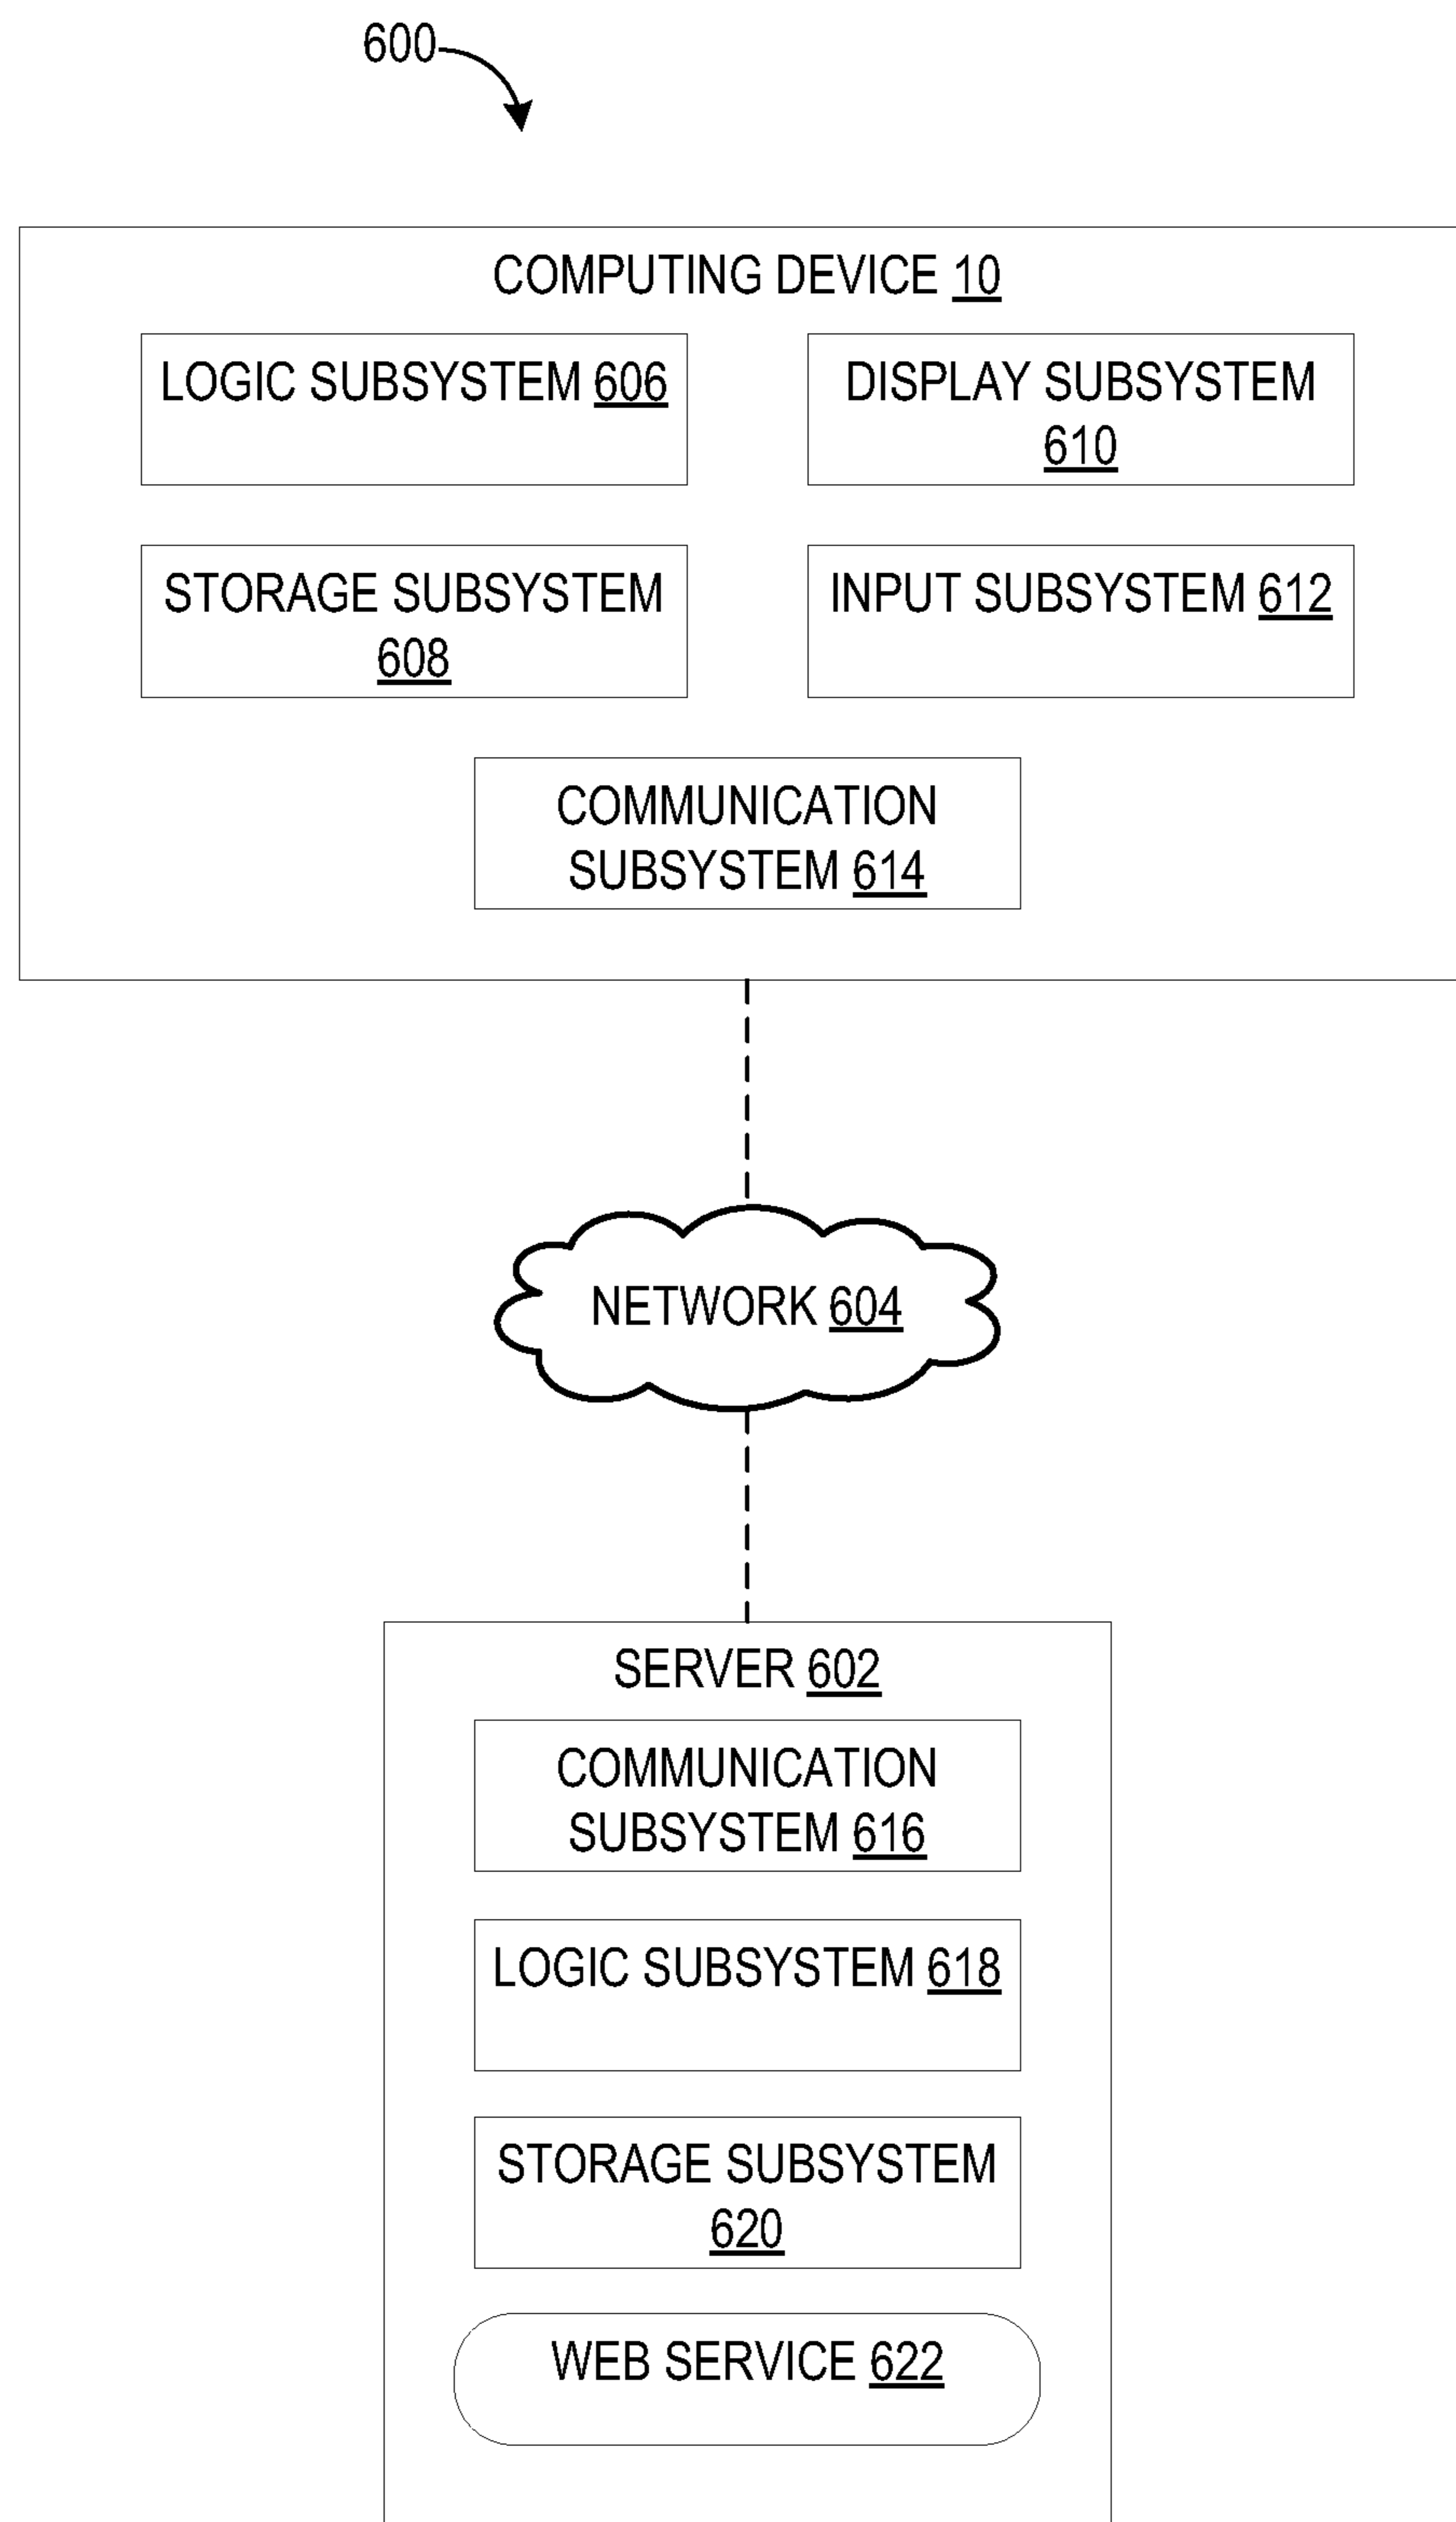 600
COMPUTING DEVICE 10
LOGIC SUBSYSTEM 606
DISPLAY SUBSYSTEM
610
STORAGE SUBSYSTEM
608
INPUT SUBSYSTEM 612
COMMUNICATION
SUBSYSTEM 614
NETWORK 604
SERVER 602
COMMUNICATION
SUBSYSTEM 616
LOGIC SUBSYSTEM 618
STORAGE SUBSYSTEM
620
WEB SERVICE 622